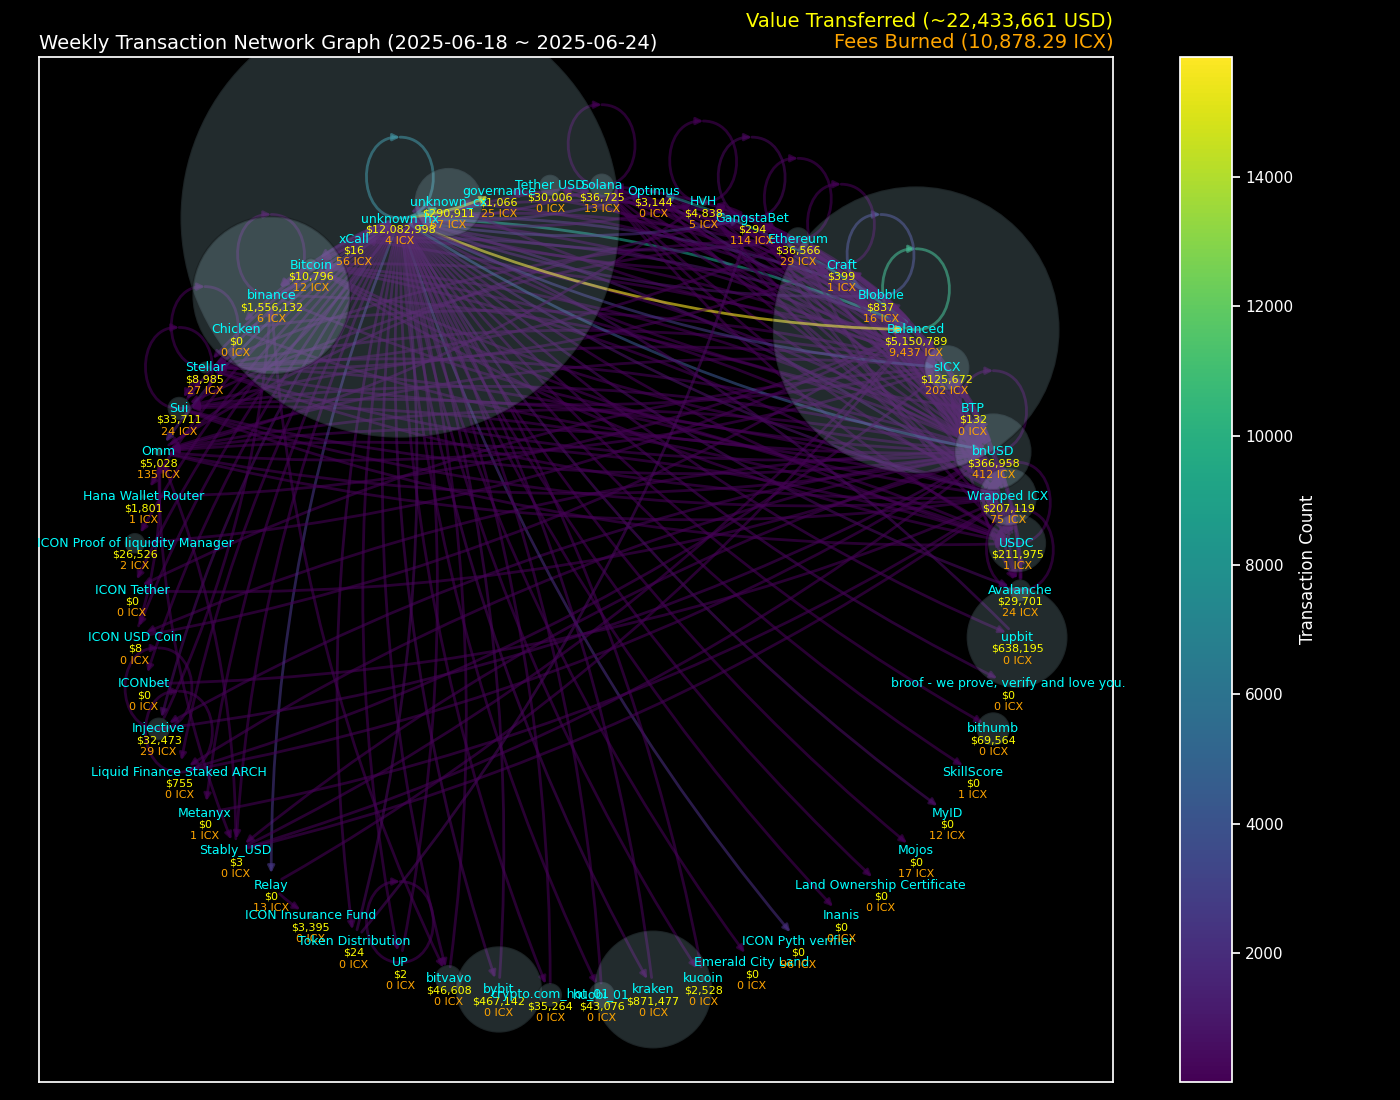 Value Transferred (~22,433,661 USD)
Weekly Transaction Network Graph (2025-06-18 ~ 2025-06-24)
Fees Burned (10,878.29 ICX)
governance
$1,066
25 ICX
Tether USD
$30,006
0 ICX
Solana
$36,725
13 ICX
Optimus
$3,144
0 ICX
HVH
$4,838
5 ICX
GangstaBet
$294
114 ICX
Ethereum
$36,566
29 ICX
Craft
$399
1 ICX
Blobble
$837
16 ICX
Balanced
$5,150,789
9,437 ICX
sICX
$125,672
202 ICX
BTP
$132
0 ICX
bnUSD
$366,958
412 ICX
Wrapped ICX
$207,119
75 ICX
USDC
$211,975
1 ICX
Avalanche
$29,701
24 ICX
upbit
$638,195
0 ICX
broof - we prove, verify and love you.
$0
0 ICX
bithumb
$69,564
0 ICX
SkillScore
$0
1 ICX
MyID
$0
12 ICX
Mojos
$0
17 ICX
Land Ownership Certificate
$0
0 ICX
Inanis
$0
0 ICX
ICON Pyth verifier
$0
96 ICX
Emerald City Land
$0
0 ICX
kucoin
$2,528
0 ICX
kraken
$871,477
0 ICX
huobi_01
$43,076
0 ICX
crypto.com_hot_01
$35,264
0 ICX
bybit
$467,142
0 ICX
bitvavo
$46,608
0 ICX
UP
$2
0 ICX
Token Distribution
$24
0 ICX
ICON Insurance Fund
$3,395
0 ICX
Relay
$0
13 ICX
Stably_USD
$3
0 ICX
Metanyx
$0
1 ICX
Liquid Finance Staked ARCH
$755
0 ICX
Injective
$32,473
29 ICX
ICONbet
$0
0 ICX
ICON USD Coin
$8
0 ICX
ICON Tether
$0
0 ICX
ICON Proof of liquidity Manager
$26,526
2 ICX
Hana Wallet Router
$1,801
1 ICX
Omm
$5,028
135 ICX
Sui
$33,711
24 ICX
Stellar
$8,985
27 ICX
Chicken
$0
0 ICX
binance
$1,556,132
6 ICX
Bitcoin
$10,796
12 ICX
xCall
$16
56 ICX
$12,082,998
4 ICX
$290,911
14000
12000
10000
8000
6000
4000
2000
Transaction Count